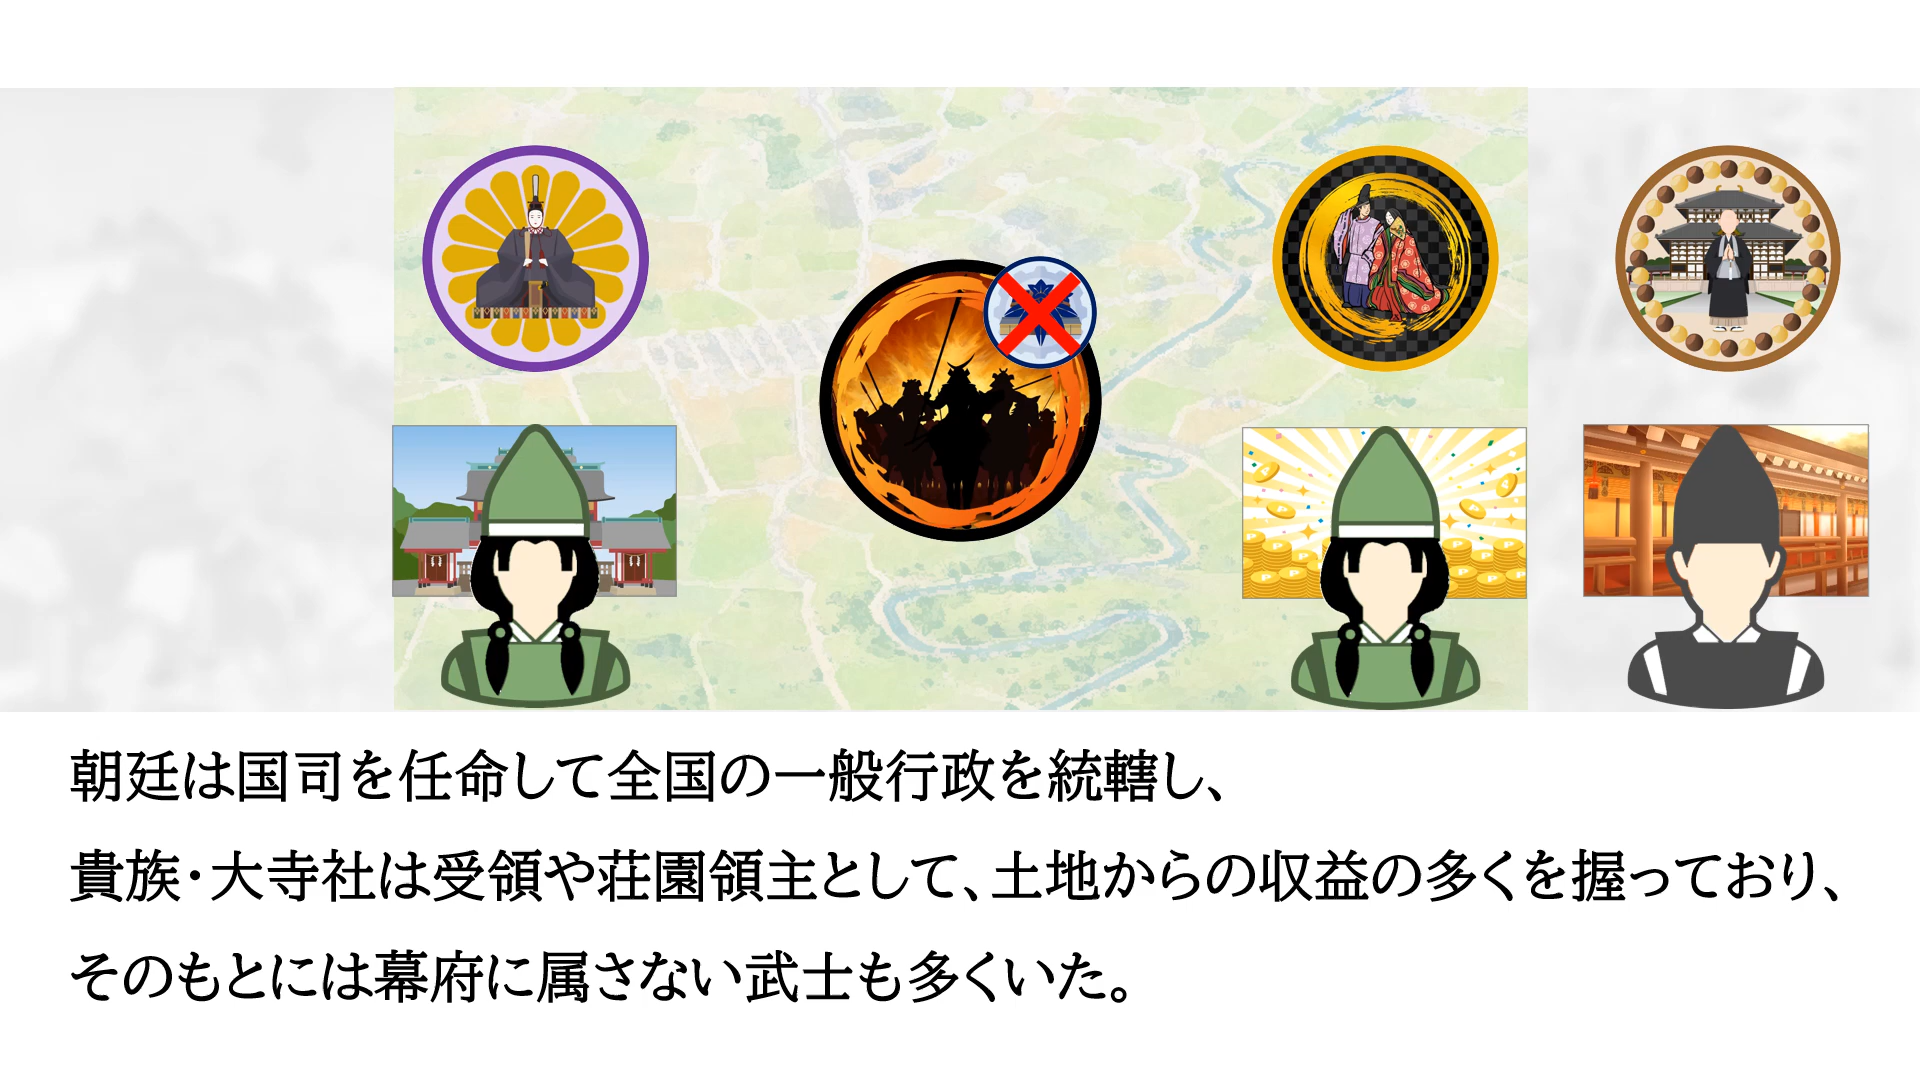 朝廷は国司を任命して全国の一般行政を統轄し、
貴族・大寺社は受領や荘園領主として、土地からの収益の多くを握っており、
そのもとには幕府に属さない武士も多くいた。